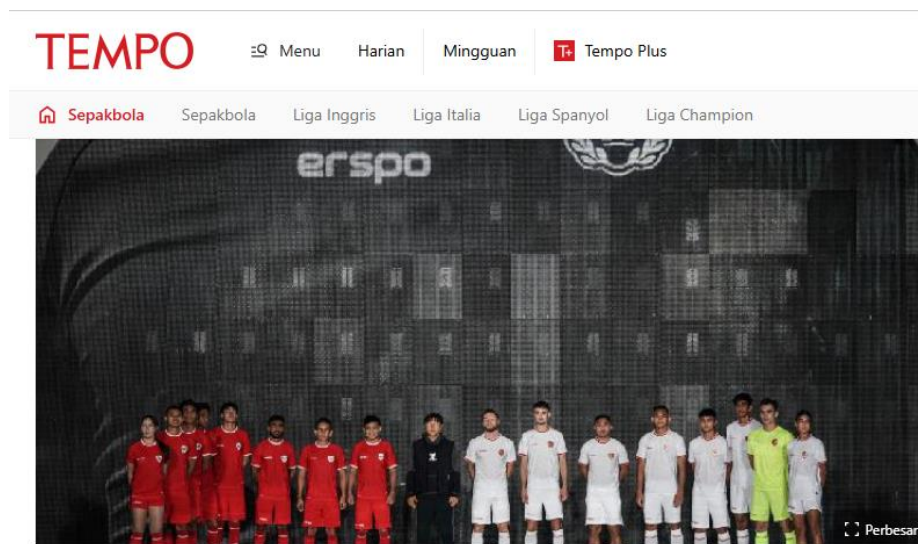 TEMPO
Menu Harian Mingguan T+ Tempo Plus
Sepakbola Sepakbola Liga Inggris Liga Italia Liga Spanyol Liga Champion
erspo
Perbesar